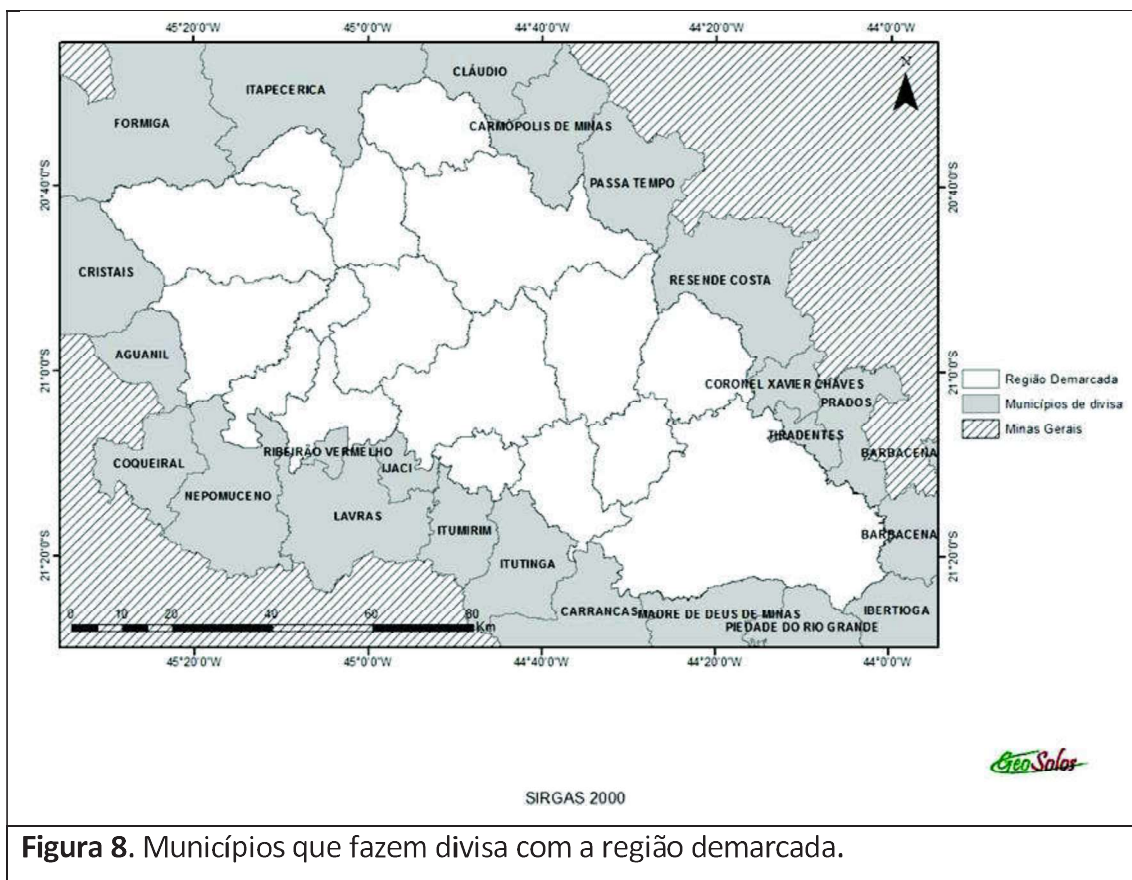 45°20'0"W 45°0'0"W 44°40'0"W 44°20'0"W 44°0'0"W
N
CLÁUDIO
ITAPECERICA
FORMIGA
CARMÓPOLIS DE MINAS
PASSA TEMPO
20°40'0"S 20°40'0"S
CRISTAIS
RESENDE COSTA
AGUANIL
21°0'0"S 21°0'0"S
CORONEL XAVIER CHAVES
PRADOS
Região Demarcada
Municípios de divisa
Minas Gerais
TIRADENTES
RIBEIRÃO VERMELHO
BARBACENA
COQUEIRAL
IJACI
NEPOMUCENO
LAVRAS
ITUMIRIM
BARBACENA
21°20'0"S 21°20'0"S
ITUTINGA
CARRANCAS
MADRE DE DEUS DE MINAS
IBERTIOGA
PIEDADE DO RIO GRANDE
0 10 20 40 60 80
Km
45°20'0"W 45°0'0"W 44°40'0"W 44°20'0"W 44°0'0"W
GeoSolos
SIRGAS 2000
Figura 8. Municípios que fazem divisa com a região demarcada.